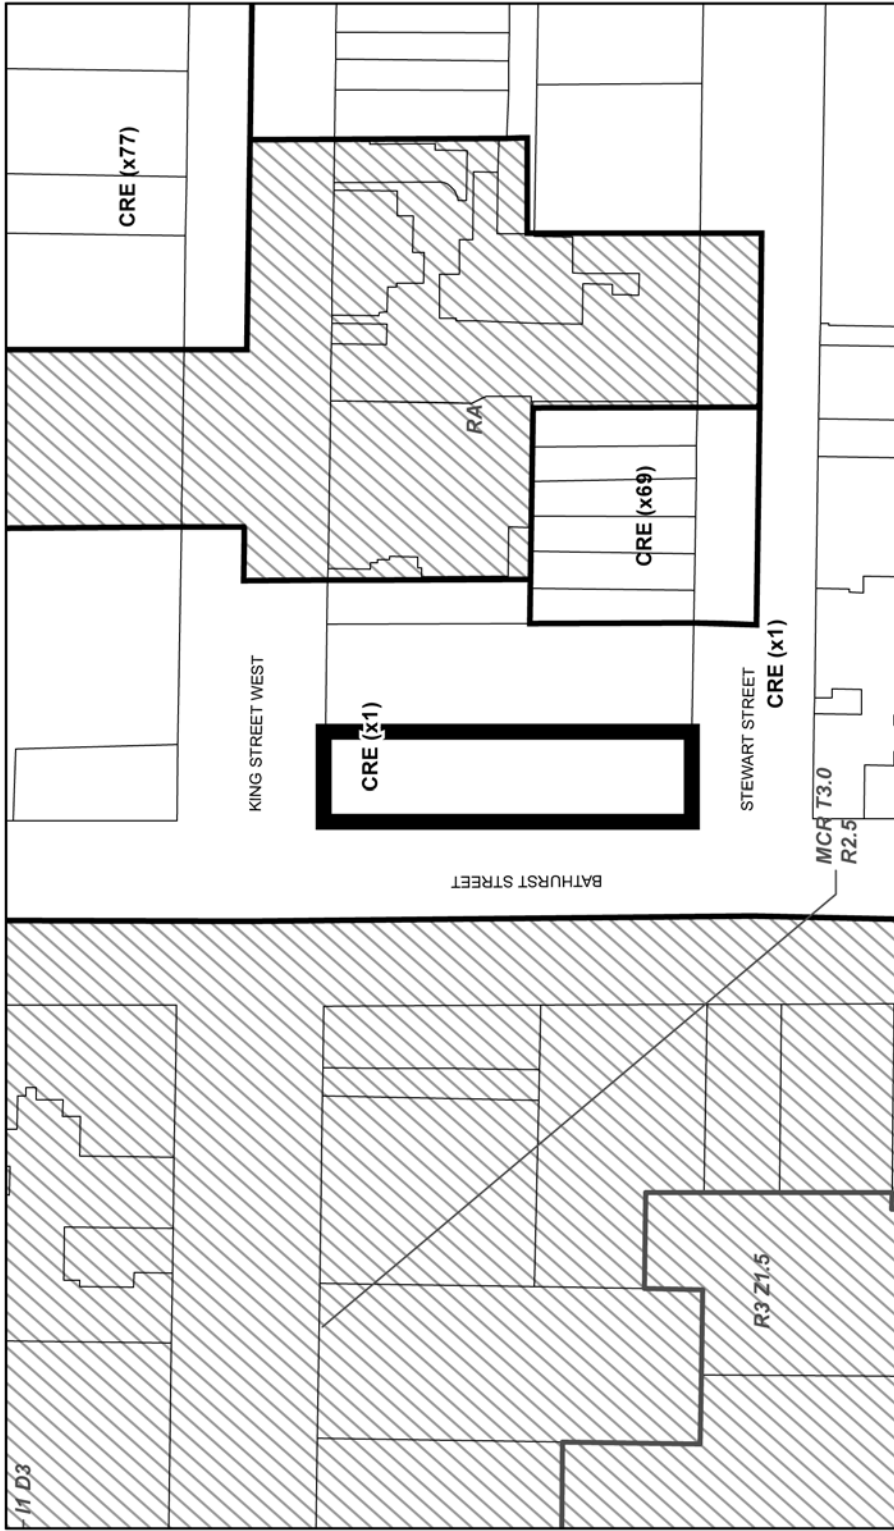 CRE (x77)
RA
CRE (x69)
KING STREET WEST
CRE (x1)
STEWART STREET
CRE (x1)
BATHURST STREET
MCR T3.0
R2.5
R3 Z1.5
I1 D3